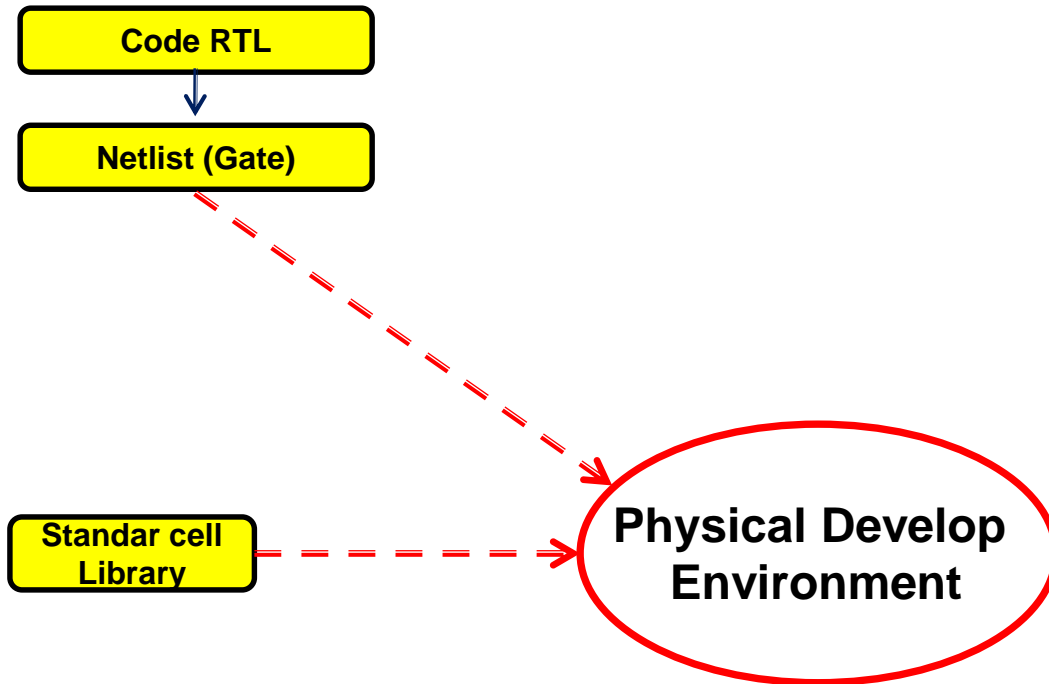 Code RTL
Netlist (Gate)
Standar cell
Library
Physical Develop
Environment